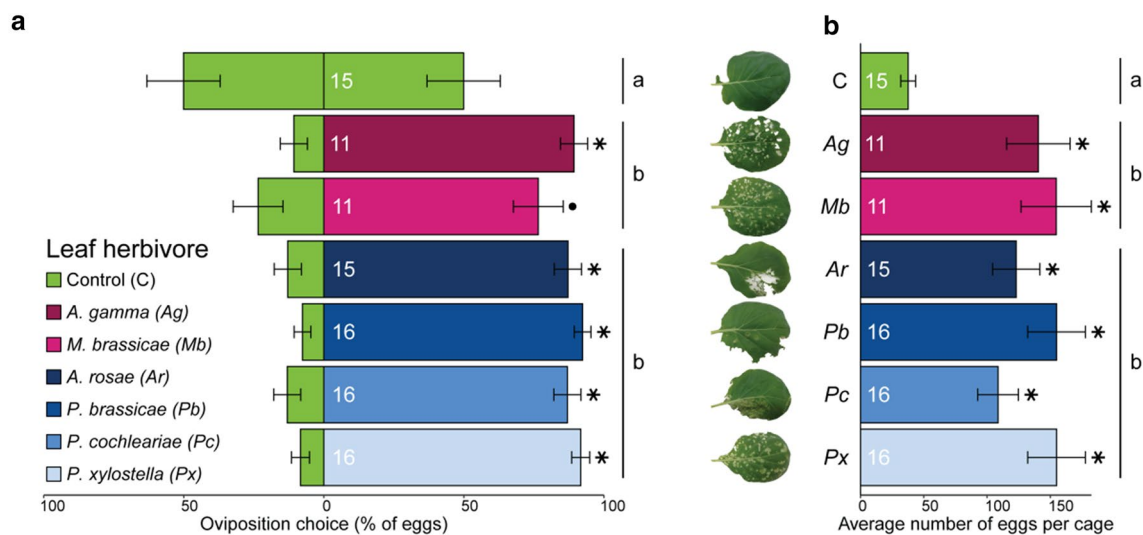 a
15
a
11
*
b
11
•
15
*
b
16
*
16
*
16
*
Leaf herbivore
Control (C)
A. gamma (Ag)
M. brassicae (Mb)
A. rosae (Ar)
P. brassicae (Pb)
P. cochleariae (Pc)
P. xylostella (Px)
100 50 0 50 100
Oviposition choice (% of eggs)
b
C 15
a
Ag 11 *
b
Mb 11 *
Ar 15 *
b
Pb 16 *
Pc 16 *
Px 16 *
0 50 100 150
Average number of eggs per cage